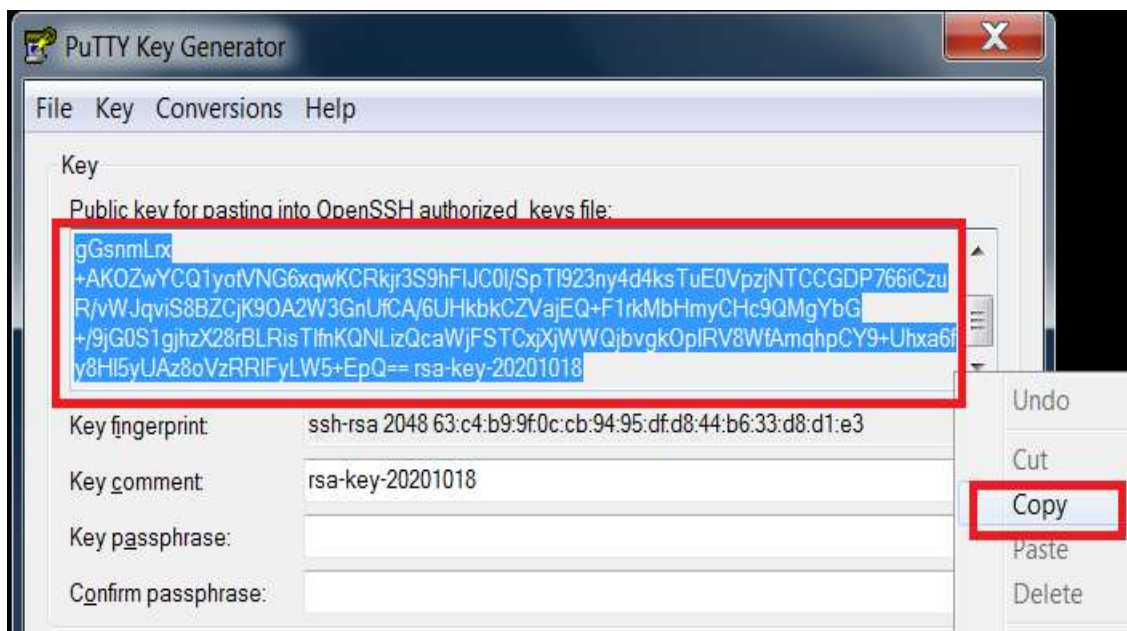 PuTTY Key Generator
File Key Conversions Help
Key
Public key for pasting into OpenSSH authorized_keys file:
gGsnmLrx
+AKOZwYCQ1yotVNG6xqwKCRkjr3S9hFIJC0I/SpTI923ny4d4ksTuE0VpzjNTCCGDP766iCzu
R/vWJqviS8BZCjK9OA2W3GnUfCA/6UHkbkCZVajEQ+F1rkMbHmyCHc9QMgYbG
+/9jG0S1gjhzX28rBLRisTIfnKQNLizQcaWjFSTCxjXjWWQjbvgkOpIRV8WfAmqhpCY9+Uhxa6f
y8HI5yUAz8oVzRRIFyLW5+EpQ== rsa-key-20201018
Key fingerprint: ssh-rsa 2048 63:c4:b9:9f:0c:cb:94:95:df:d8:44:b6:33:d8:d1:e3
Key comment: rsa-key-20201018
Key passphrase:
Confirm passphrase:
Undo
Cut
Copy
Paste
Delete